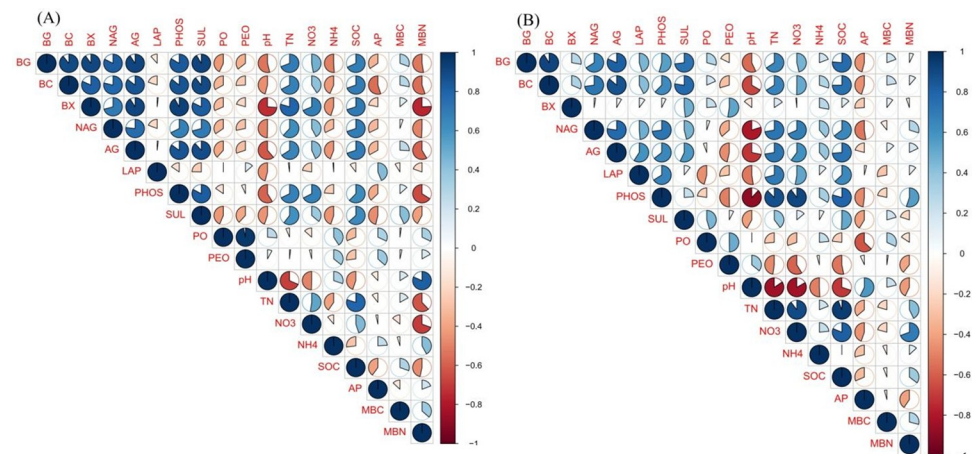 (A)
BG BC BX NAG AG LAP PHOS SUL PO PEO pH TN NO3 NH4 SOC AP MBC MBN
BG
BC
BX
NAG
AG
LAP
PHOS
SUL
PO
PEO
pH
TN
NO3
NH4
SOC
AP
MBC
MBN
1
0.8
0.6
0.4
0.2
0
−0.2
−0.4
−0.6
−0.8
−1
(B)
BG BC BX NAG AG LAP PHOS SUL PO PEO pH TN NO3 NH4 SOC AP MBC MBN
BG
BC
BX
NAG
AG
LAP
PHOS
SUL
PO
PEO
pH
TN
NO3
NH4
SOC
AP
MBC
MBN
1
0.8
0.6
0.4
0.2
0
−0.2
−0.4
−0.6
−0.8